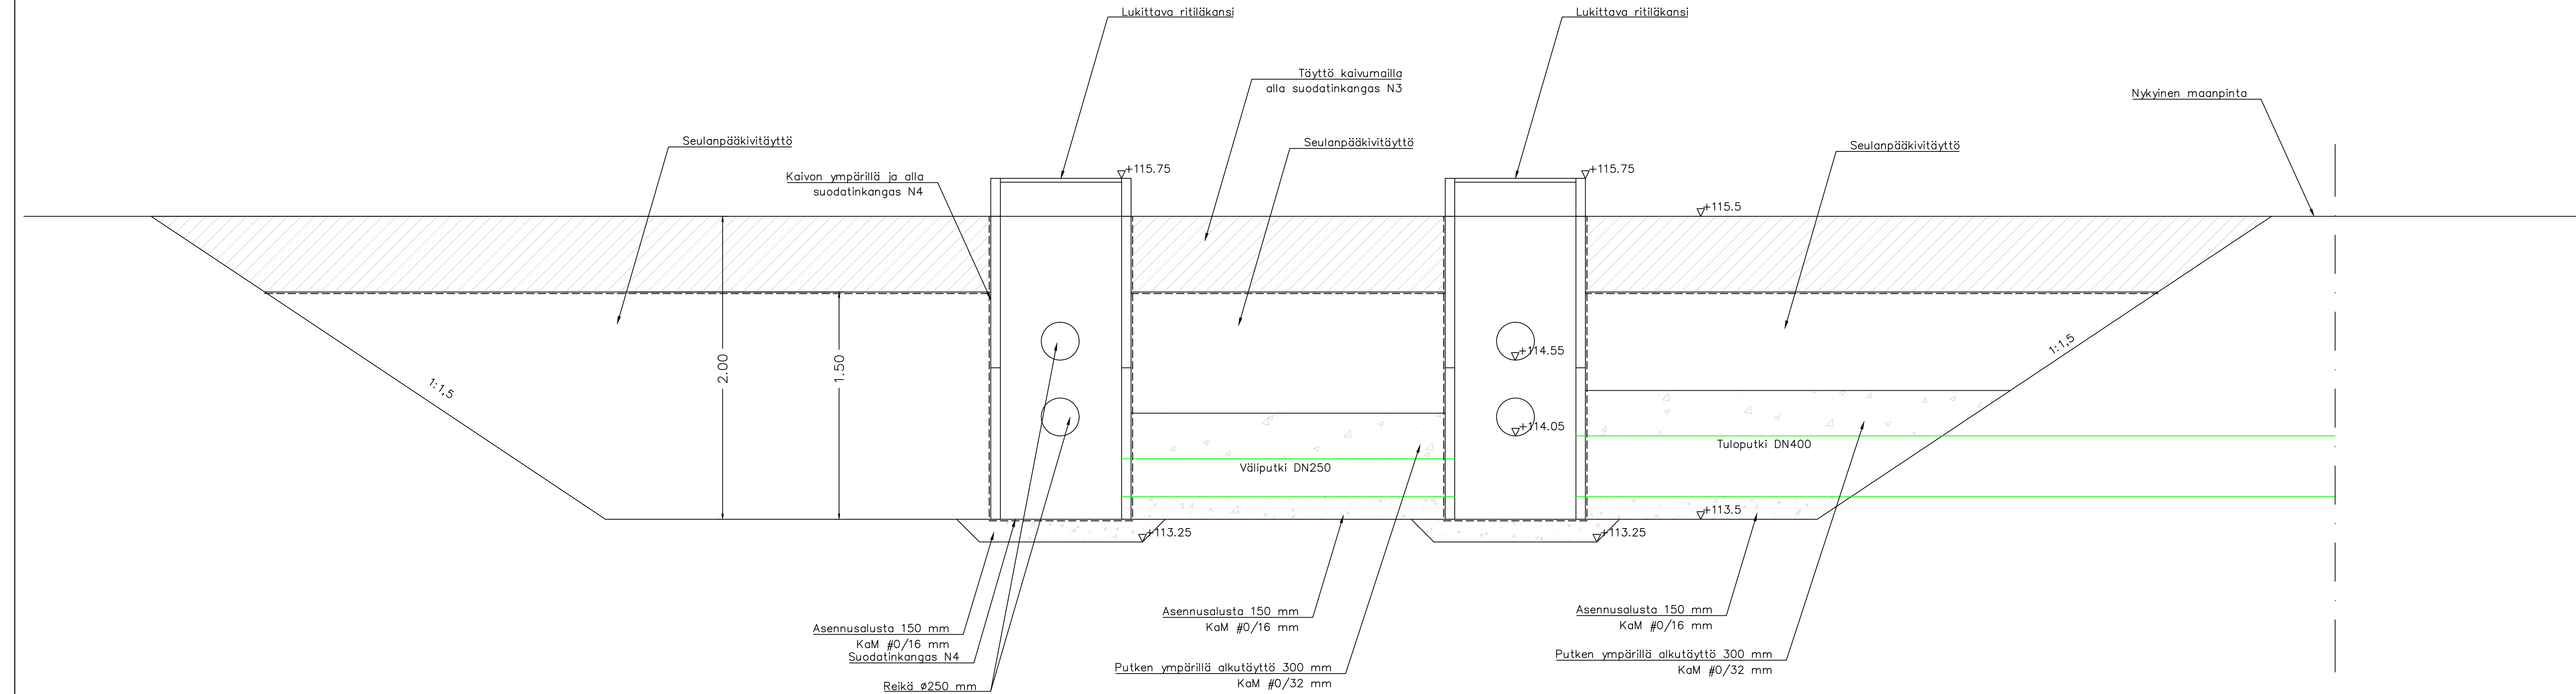 Lukittava ritiläkansi
Lukittava ritiläkansi
Täyttö kaivumailla
alla suodatinkangas N3
Nykyinen maanpinta
Seulanpääkivitäyttö
Seulanpääkivitäyttö
Seulanpääkivitäyttö
Kaivon ympärillä ja alla
suodatinkangas N4
+115.75
+115.75
+115.5
2.00
1.50
1:1,5
1:1,5
+114.55
+114.05
Väliputki DN250
Tuloputki DN400
+113.5
+113.25
+113.25
Asennusalusta 150 mm
KaM #0/16 mm
Suodatinkangas N4
Reikä ø250 mm
Asennusalusta 150 mm
KaM #0/16 mm
Putken ympärillä alkutäyttö 300 mm
KaM #0/32 mm
Asennusalusta 150 mm
KaM #0/16 mm
Putken ympärillä alkutäyttö 300 mm
KaM #0/32 mm